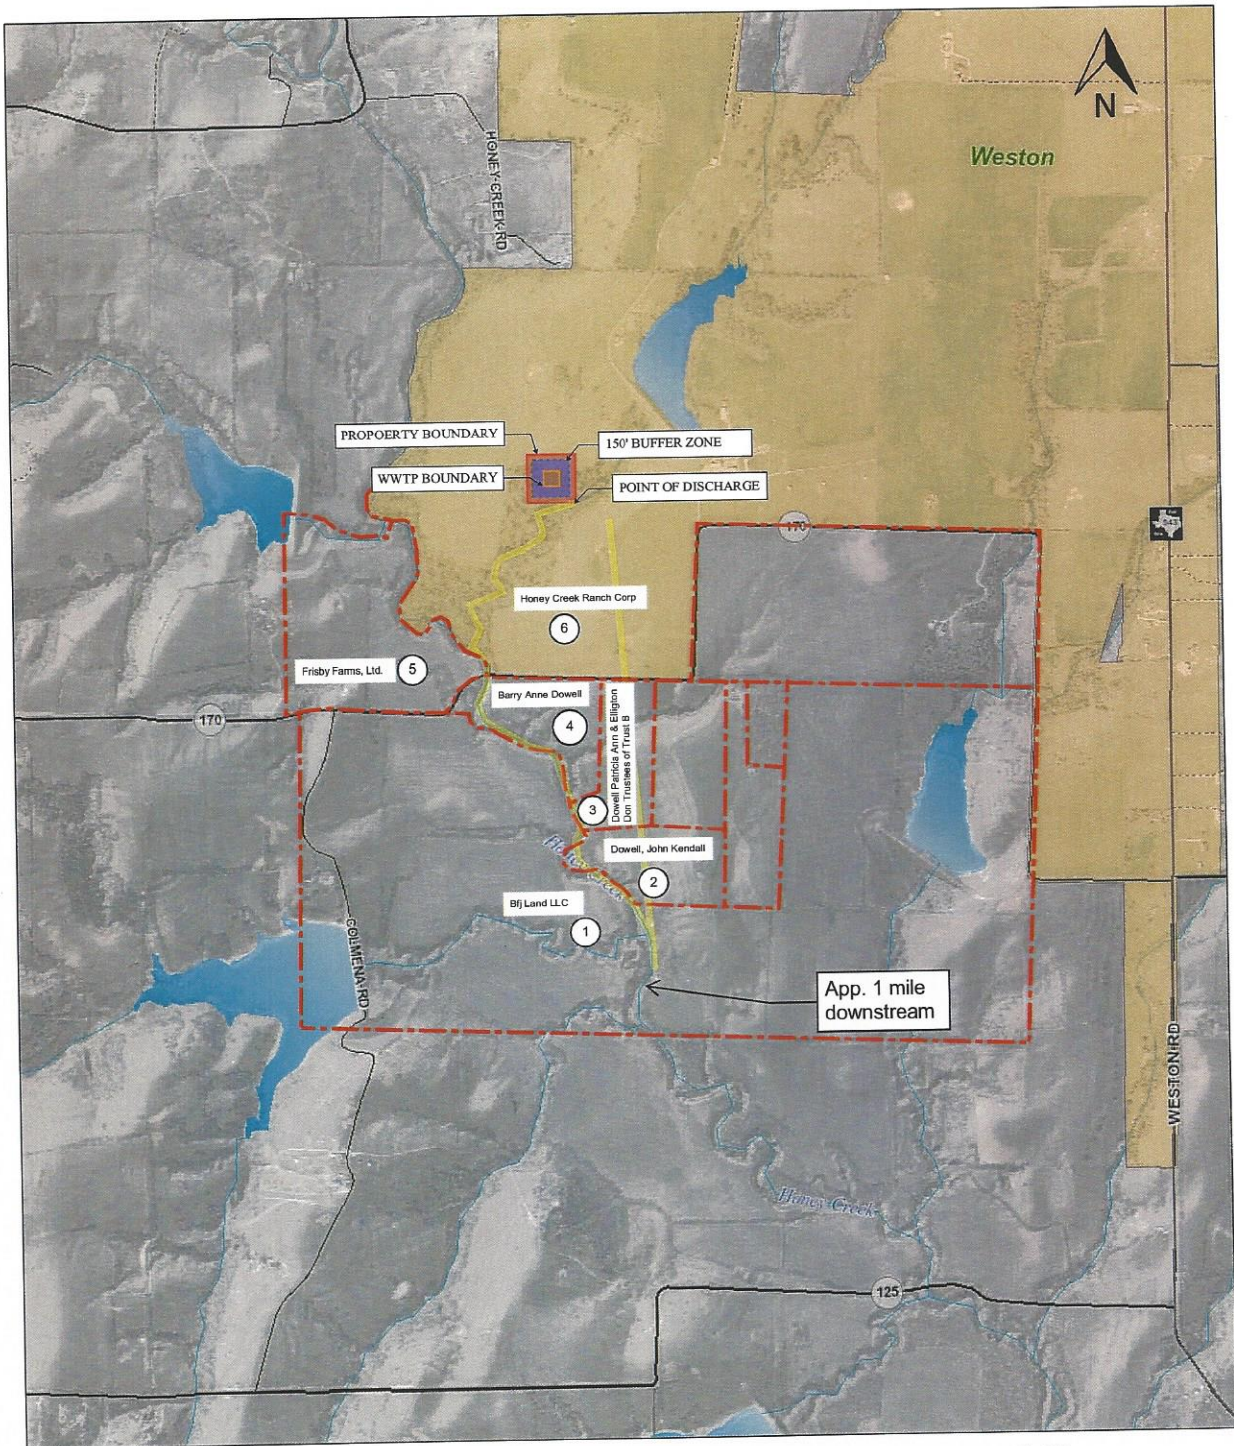 N
Weston
HONEY-CREEK-RD
PROPOERTY BOUNDARY
150' BUFFER ZONE
WWTP BOUNDARY
POINT OF DISCHARGE
170
543
Honey Creek Ranch Corp
6
Frisby Farms, Ltd.
5
Barry Anne Dowell
4
170
Dowell Patricia Ann & Elligton
Don Trustees of Trust B
3
Honey Creek
Dowell, John Kendall
2
Bfj Land LLC
1
COLMENA-RD
App. 1 mile
downstream
WESTON-RD
Honey Creek
125